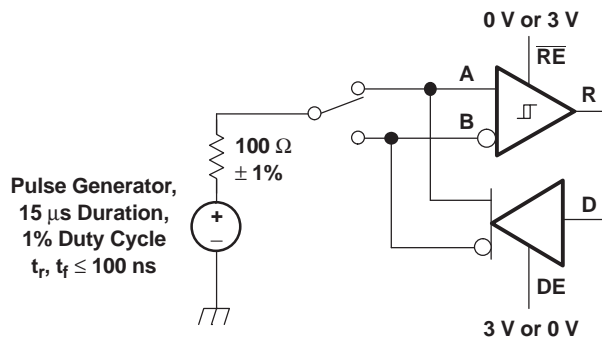 0 V or 3 V
RE
A
R
B
100 Ω
± 1%
Pulse Generator,
15 μs Duration,
1% Duty Cycle
tr, tf ≤ 100 ns
+
–
D
DE
3 V or 0 V